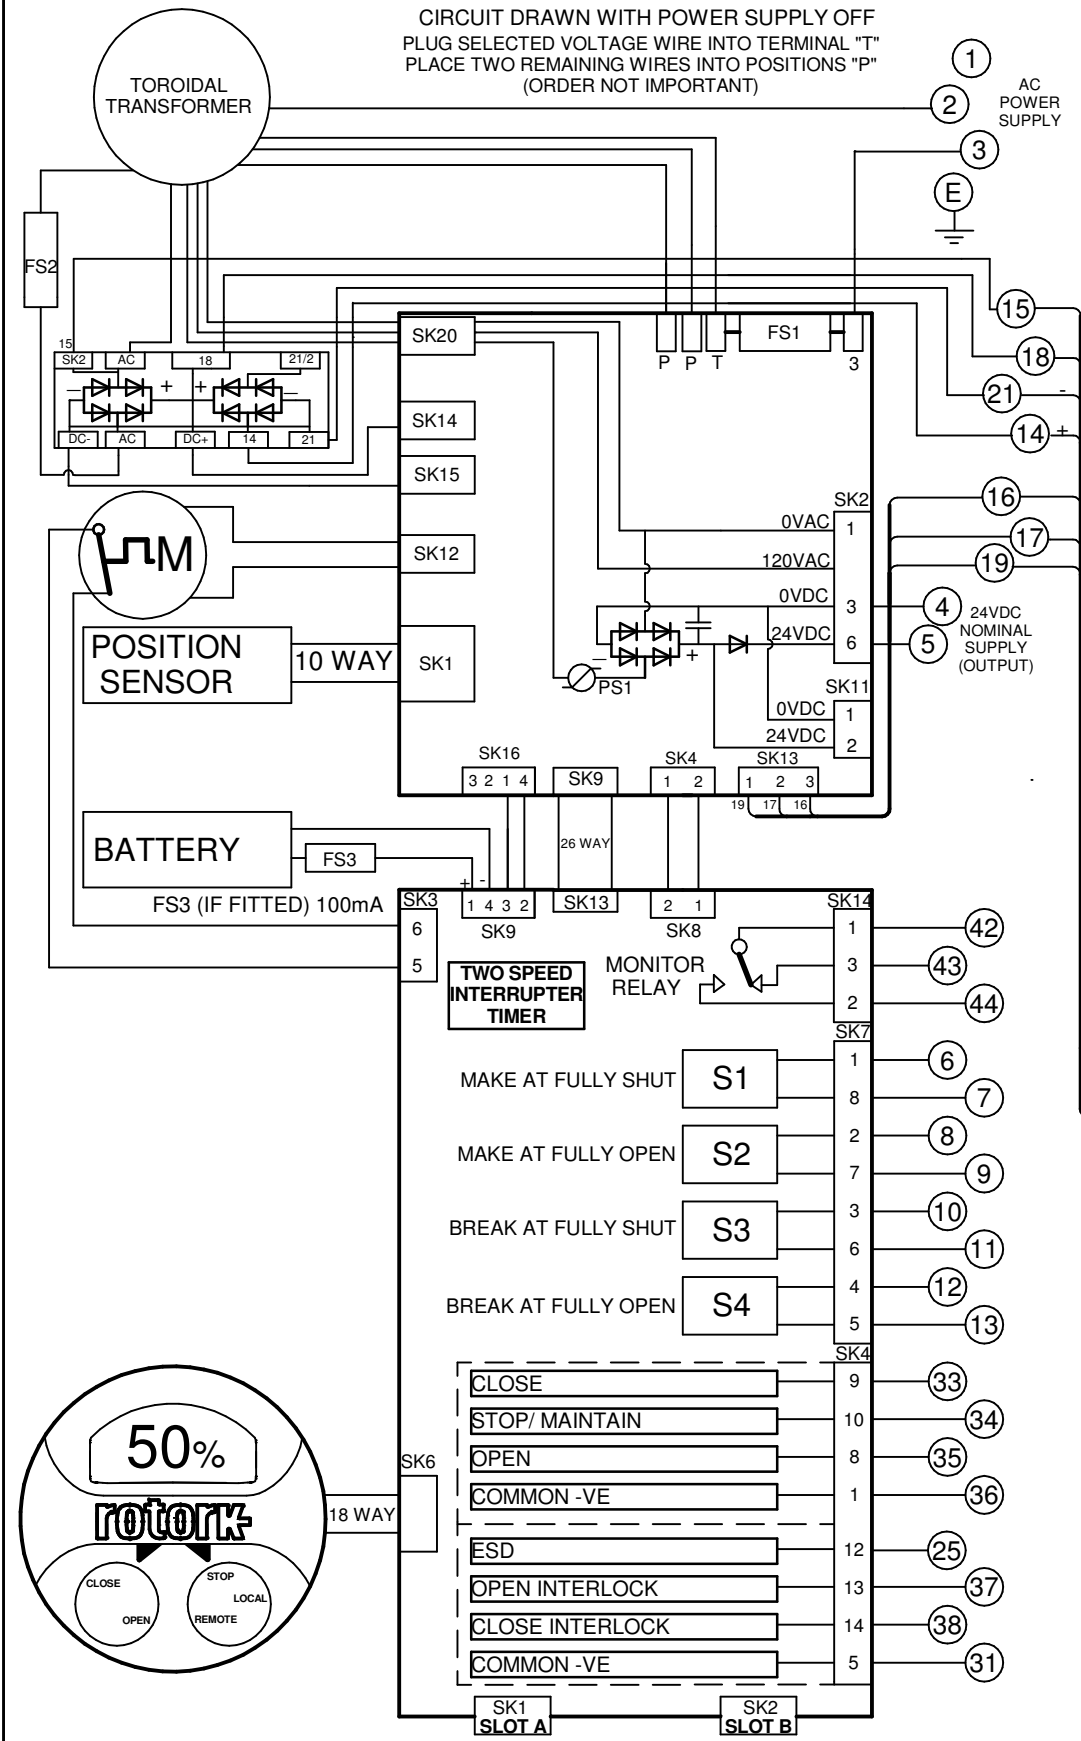 CIRCUIT DRAWN WITH POWER SUPPLY OFF
PLUG SELECTED VOLTAGE WIRE INTO TERMINAL "T"
PLACE TWO REMAINING WIRES INTO POSITIONS "P"
(ORDER NOT IMPORTANT)
TOROIDAL
TRANSFORMER
1
2
3
E
AC
POWER
SUPPLY
FS2
15
SK2
AC
18
21/2
–
+
+
–
DC-
AC
DC+
14
21
SK20
SK14
SK15
SK12
SK1
P
P
T
FS1
3
15
18
21
-
14
+
16
17
19
M
POSITION
SENSOR
10 WAY
SK2
0VAC
1
120VAC
0VDC
3
24VDC
6
4
5
24VDC
NOMINAL
SUPPLY
(OUTPUT)
–
+
PS1
SK11
0VDC
1
24VDC
2
SK16
3 2 1 4
SK9
SK4
1 2
SK13
1 2 3
19 17 16
BATTERY
FS3
26 WAY
FS3 (IF FITTED) 100mA
+ -
SK3
6
5
1 4 3 2
SK9
SK13
2 1
SK8
SK14
1
3
2
42
43
44
TWO SPEED
INTERRUPTER
TIMER
MONITOR
RELAY
SK7
MAKE AT FULLY SHUT
S1
1
8
6
7
MAKE AT FULLY OPEN
S2
2
7
8
9
BREAK AT FULLY SHUT
S3
3
6
10
11
BREAK AT FULLY OPEN
S4
4
5
12
13
SK4
CLOSE
9
33
STOP/ MAINTAIN
10
34
OPEN
8
35
COMMON -VE
1
36
ESD
12
25
OPEN INTERLOCK
13
37
CLOSE INTERLOCK
14
38
COMMON -VE
5
31
50%
rotork
CLOSE
OPEN
STOP
LOCAL
REMOTE
18 WAY
SK6
SK1
SLOT A
SK2
SLOT B